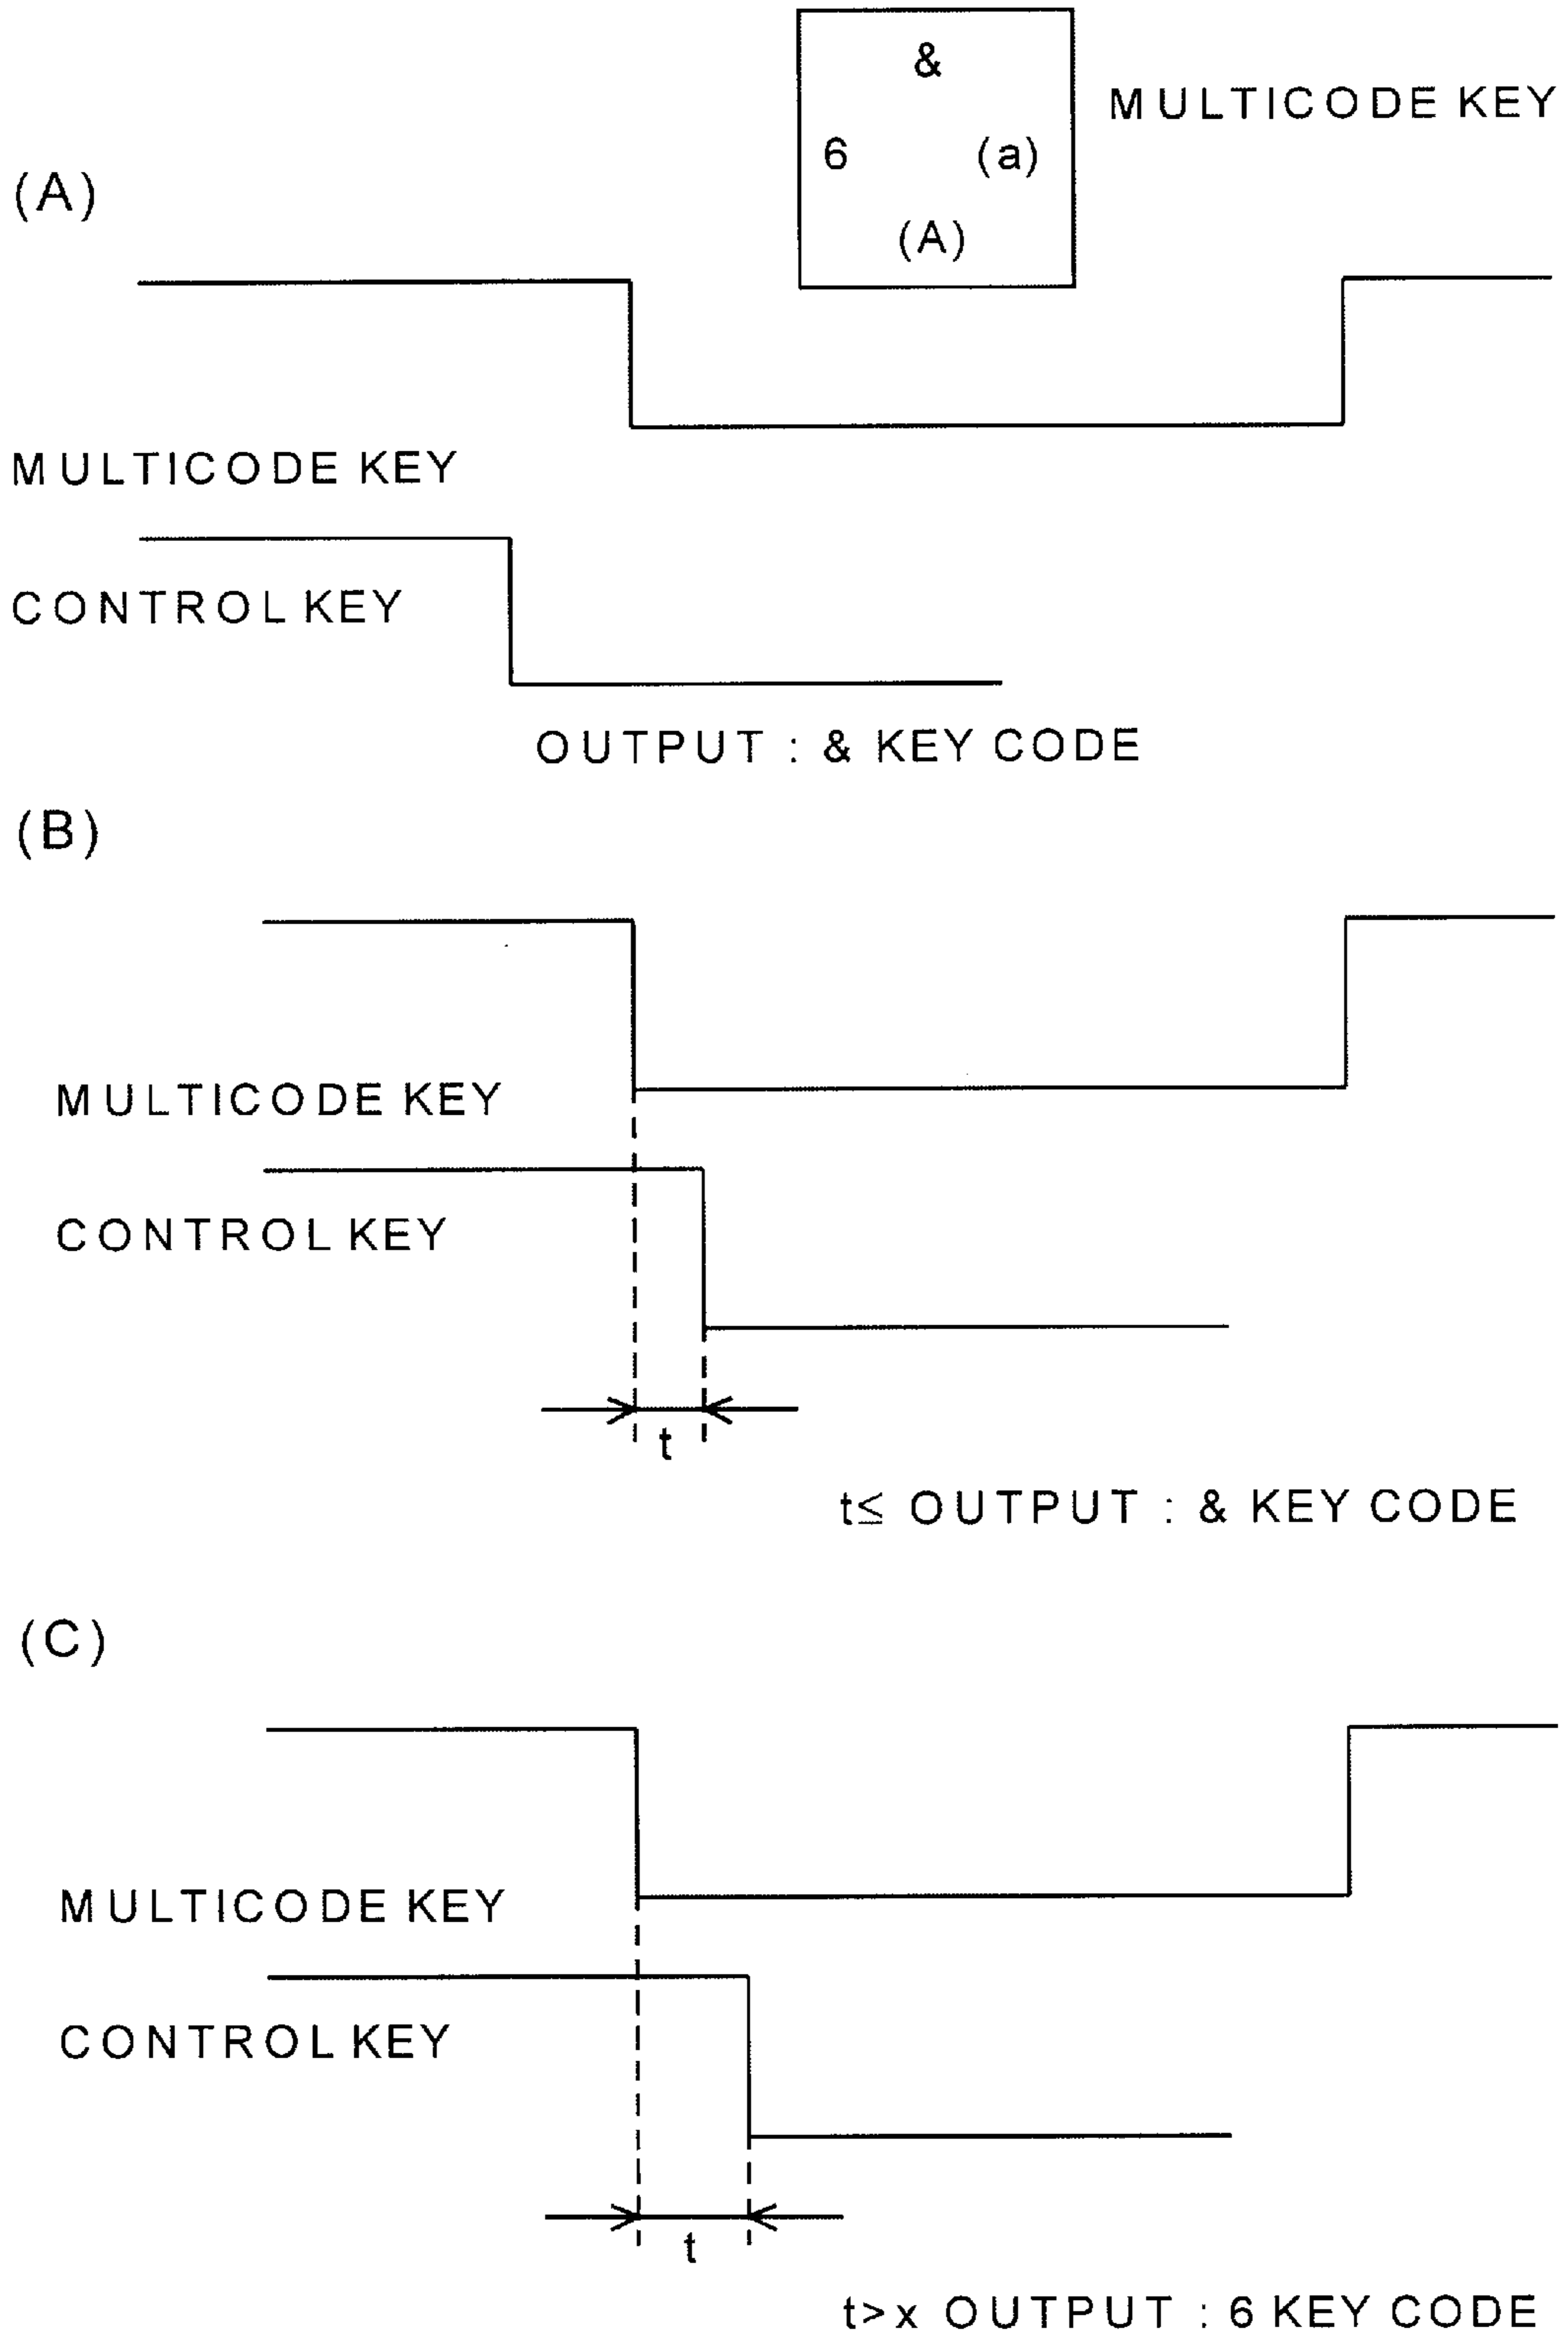 &
MULTICODE KEY
6 (a)
(A)
(A)
MULTICODE KEY
CONTROL KEY
OUTPUT : & KEY CODE
(B)
MULTICODE KEY
CONTROL KEY
t
t≤ OUTPUT : & KEY CODE
(C)
MULTICODE KEY
CONTROL KEY
t
t>x OUTPUT : 6 KEY CODE